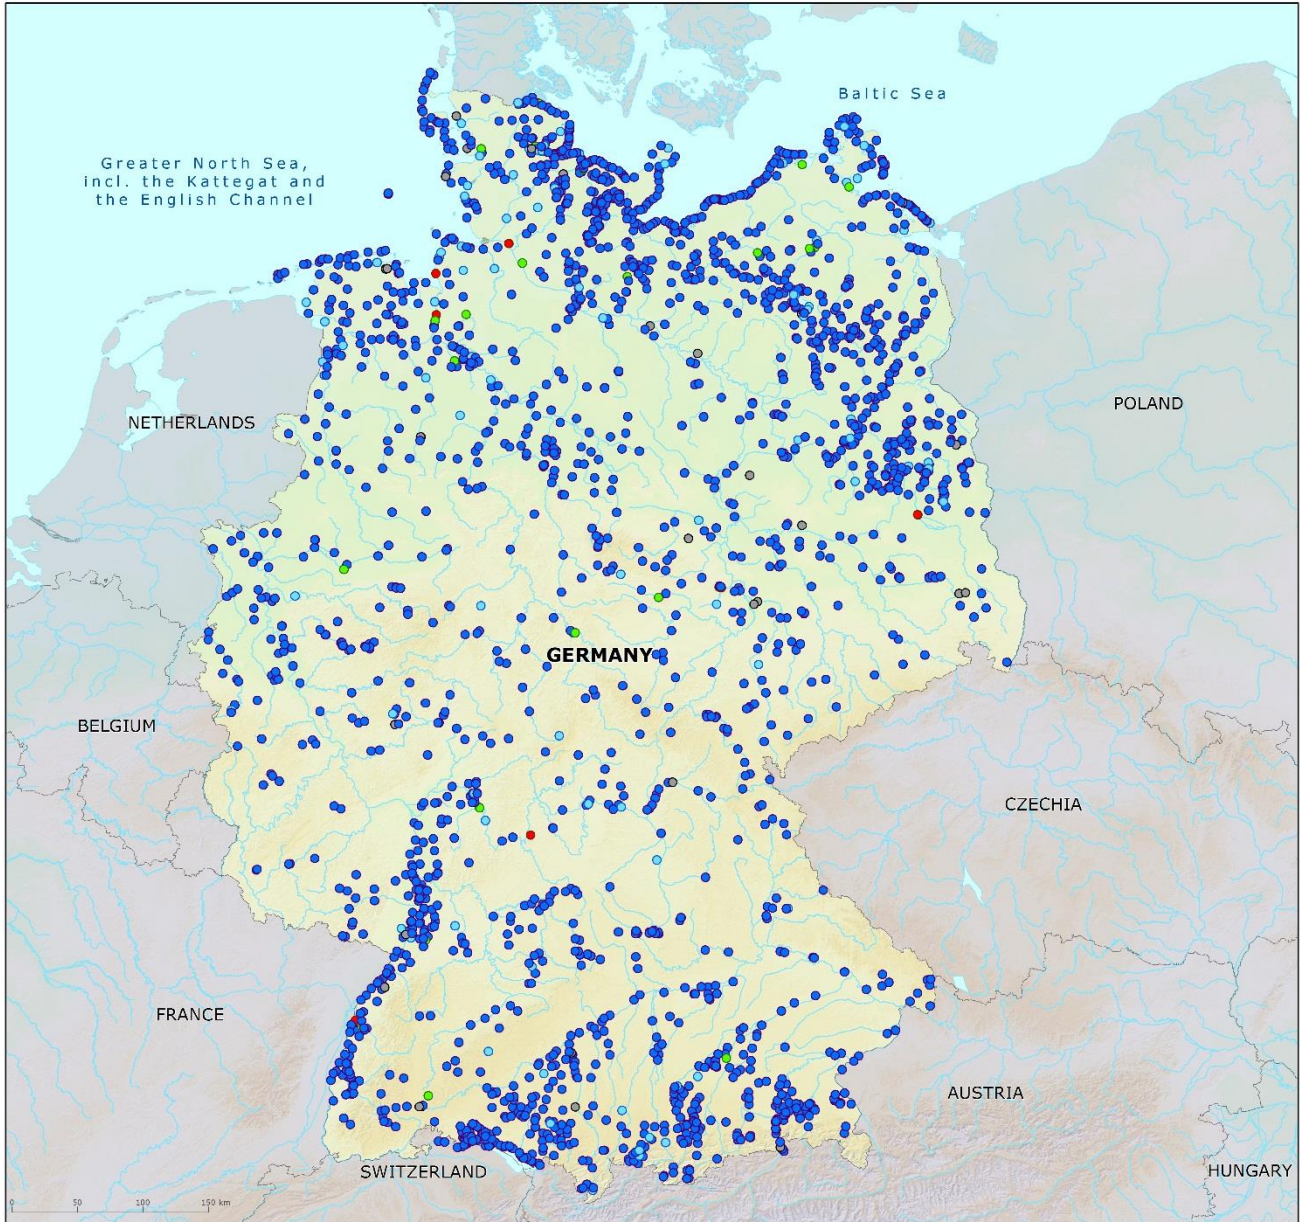 Baltic Sea
Greater North Sea,
incl. the Kattegat and
the English Channel
NETHERLANDS
POLAND
GERMANY
BELGIUM
CZECHIA
FRANCE
AUSTRIA
SWITZERLAND
HUNGARY
0 50 100 150 km